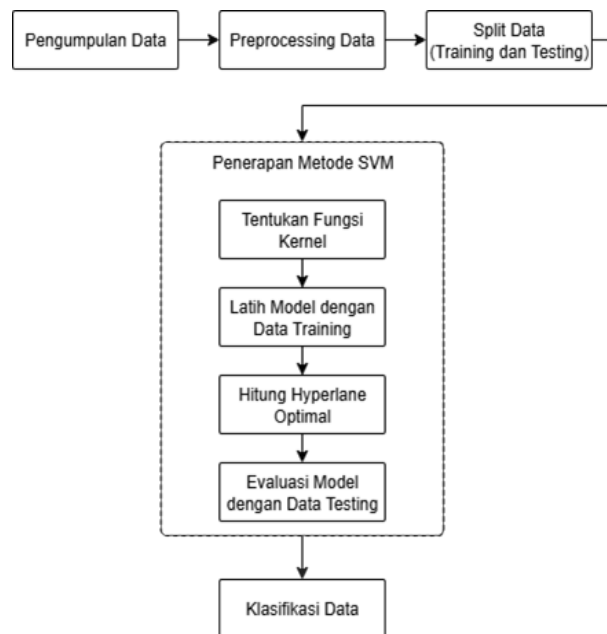 Pengumpulan Data
Preprocessing Data
Split Data
(Training dan Testing)
Penerapan Metode SVM
Tentukan Fungsi
Kernel
Latih Model dengan
Data Training
Hitung Hyperlane
Optimal
Evaluasi Model
dengan Data Testing
Klasifikasi Data